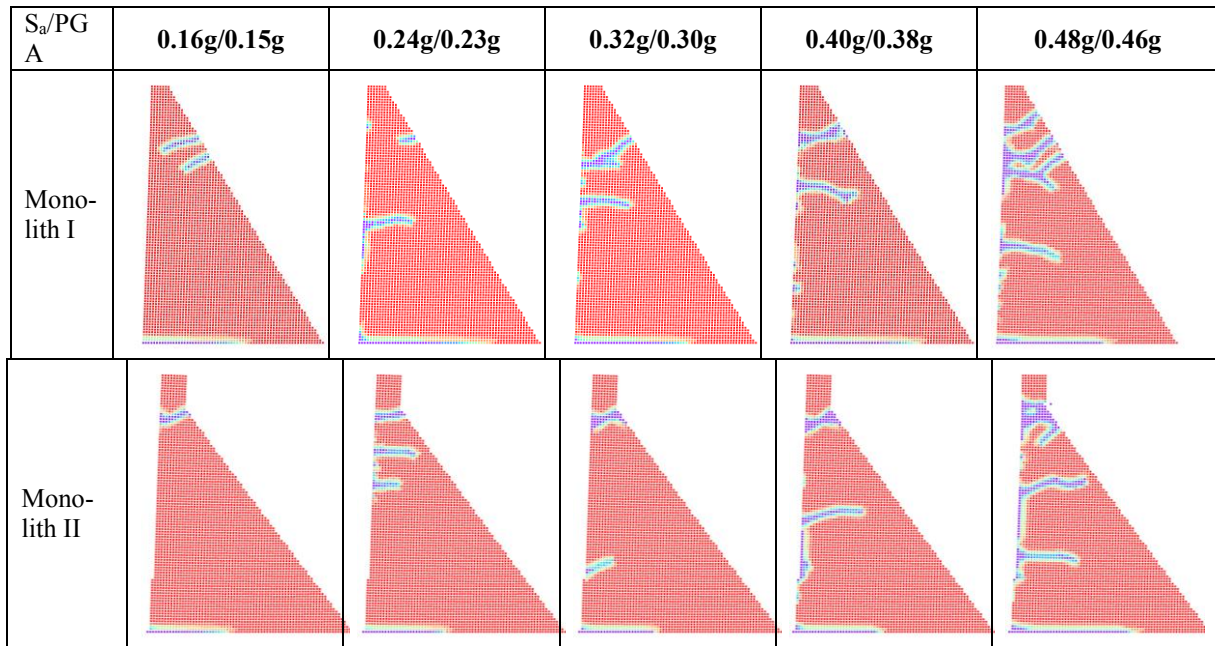 Sₐ/PG
A
0.16g/0.15g
0.24g/0.23g
0.32g/0.30g
0.40g/0.38g
0.48g/0.46g
Mono-
lith I
Mono-
lith II